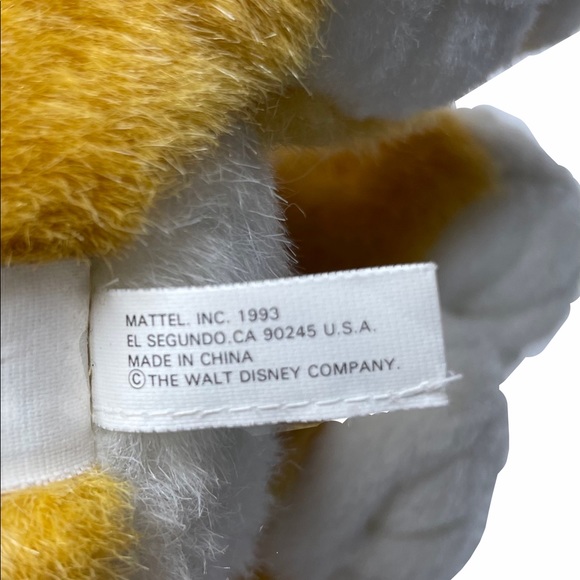 MATTEL. INC. 1993
EL SEGUNDO.CA 90245 U.S.A.
MADE IN CHINA
©THE WALT DISNEY COMPANY.